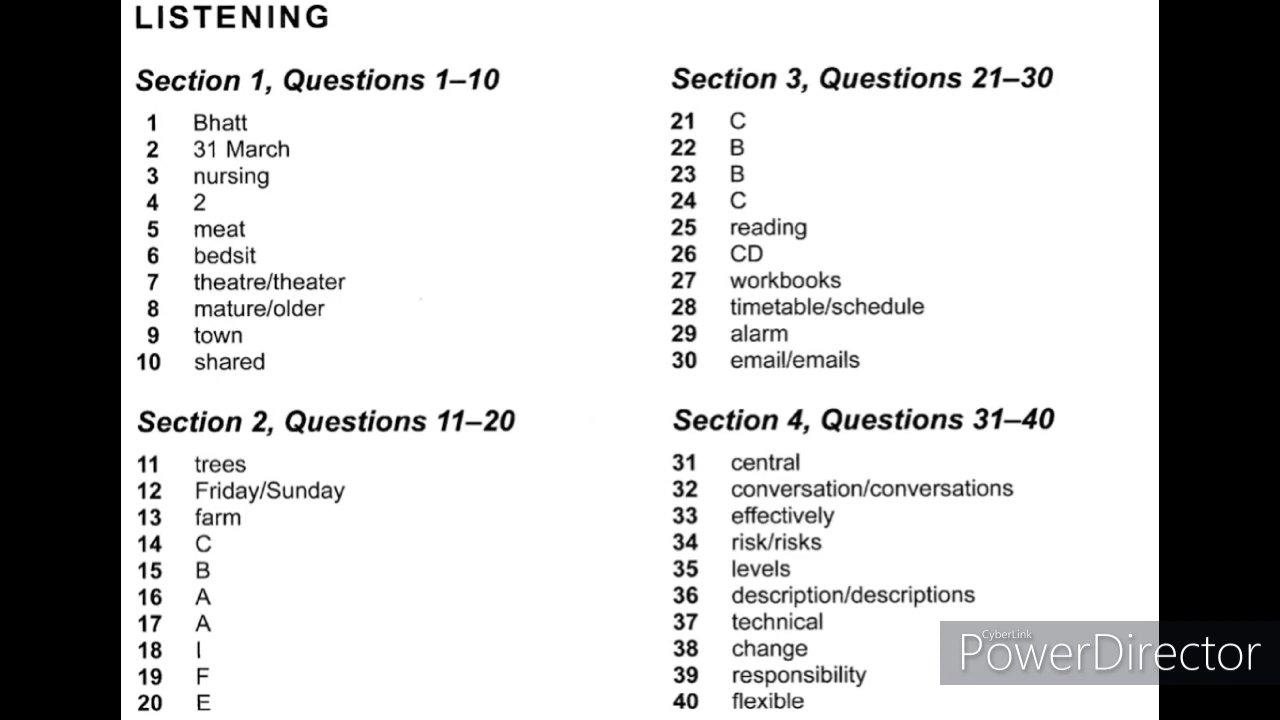 LISTENING
Section 1, Questions 1–10
1 Bhatt
2 31 March
3 nursing
4 2
5 meat
6 bedsit
7 theatre/theater
8 mature/older
9 town
10 shared
Section 2, Questions 11–20
11 trees
12 Friday/Sunday
13 farm
14 C
15 B
16 A
17 A
18 I
19 F
20 E
Section 3, Questions 21–30
21 C
22 B
23 B
24 C
25 reading
26 CD
27 workbooks
28 timetable/schedule
29 alarm
30 email/emails
Section 4, Questions 31–40
31 central
32 conversation/conversations
33 effectively
34 risk/risks
35 levels
36 description/descriptions
37 technical
38 change
39 responsibility
40 flexible
CyberLink
PowerDirector